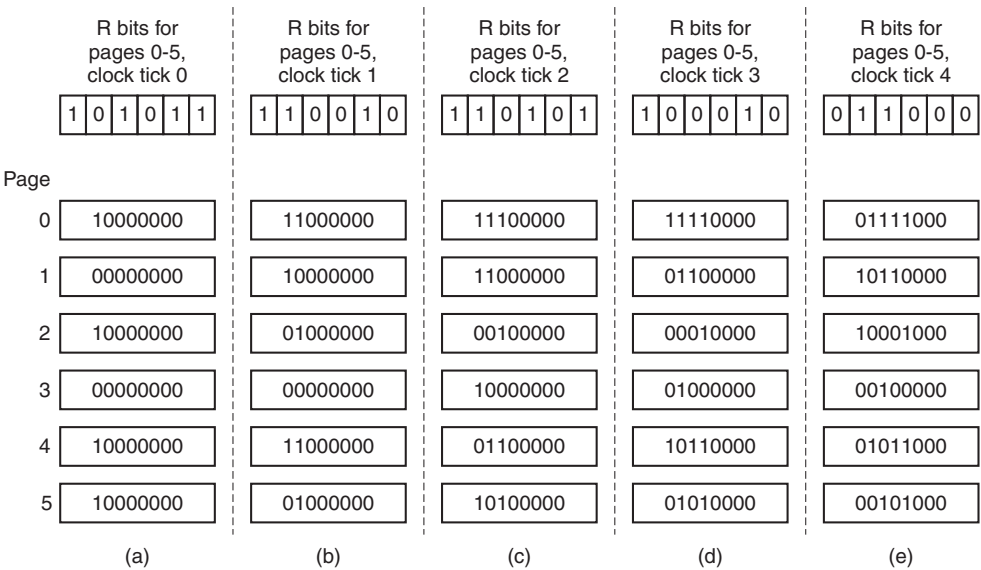 R bits for pages 0-5, clock tick 0
R bits for pages 0-5, clock tick 1
R bits for pages 0-5, clock tick 2
R bits for pages 0-5, clock tick 3
R bits for pages 0-5, clock tick 4
1 0 1 0 1 1
1 1 0 0 1 0
1 1 0 1 0 1
1 0 0 0 1 0
0 1 1 0 0 0
Page
0 10000000 11000000 11100000 11110000 01111000
1 00000000 10000000 11000000 01100000 10110000
2 10000000 01000000 00100000 00010000 10001000
3 00000000 00000000 10000000 01000000 00100000
4 10000000 11000000 01100000 10110000 01011000
5 10000000 01000000 10100000 01010000 00101000
(a) (b) (c) (d) (e)